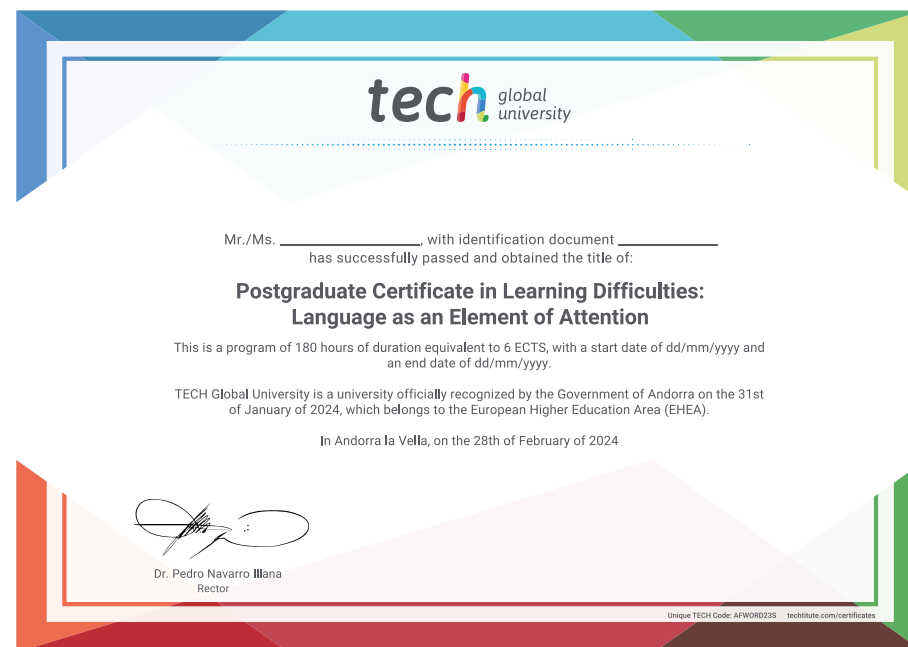 tech global
university
Mr./Ms. ____________, with identification document ____________
has successfully passed and obtained the title of:
Postgraduate Certificate in Learning Difficulties:
Language as an Element of Attention
This is a program of 180 hours of duration equivalent to 6 ECTS, with a start date of dd/mm/yyyy and
an end date of dd/mm/yyyy.
TECH Global University is a university officially recognized by the Government of Andorra on the 31st
of January of 2024, which belongs to the European Higher Education Area (EHEA).
In Andorra la Vella, on the 28th of February of 2024
Dr. Pedro Navarro Illana
Rector
Unique TECH Code: AFWORD23S techtitute.com/certificates